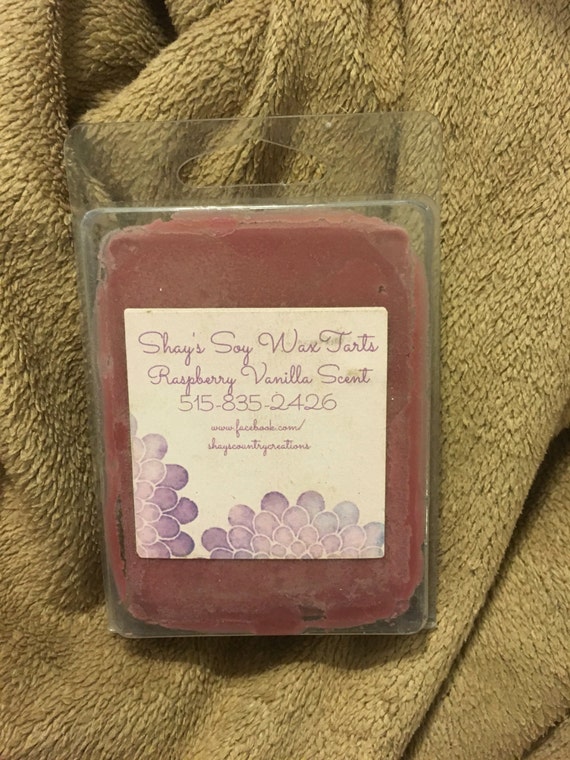 Shay's Soy Wax Tarts
Raspberry Vanilla Scent
515-835-2426
www.facebook.com/
shayscountrycreations